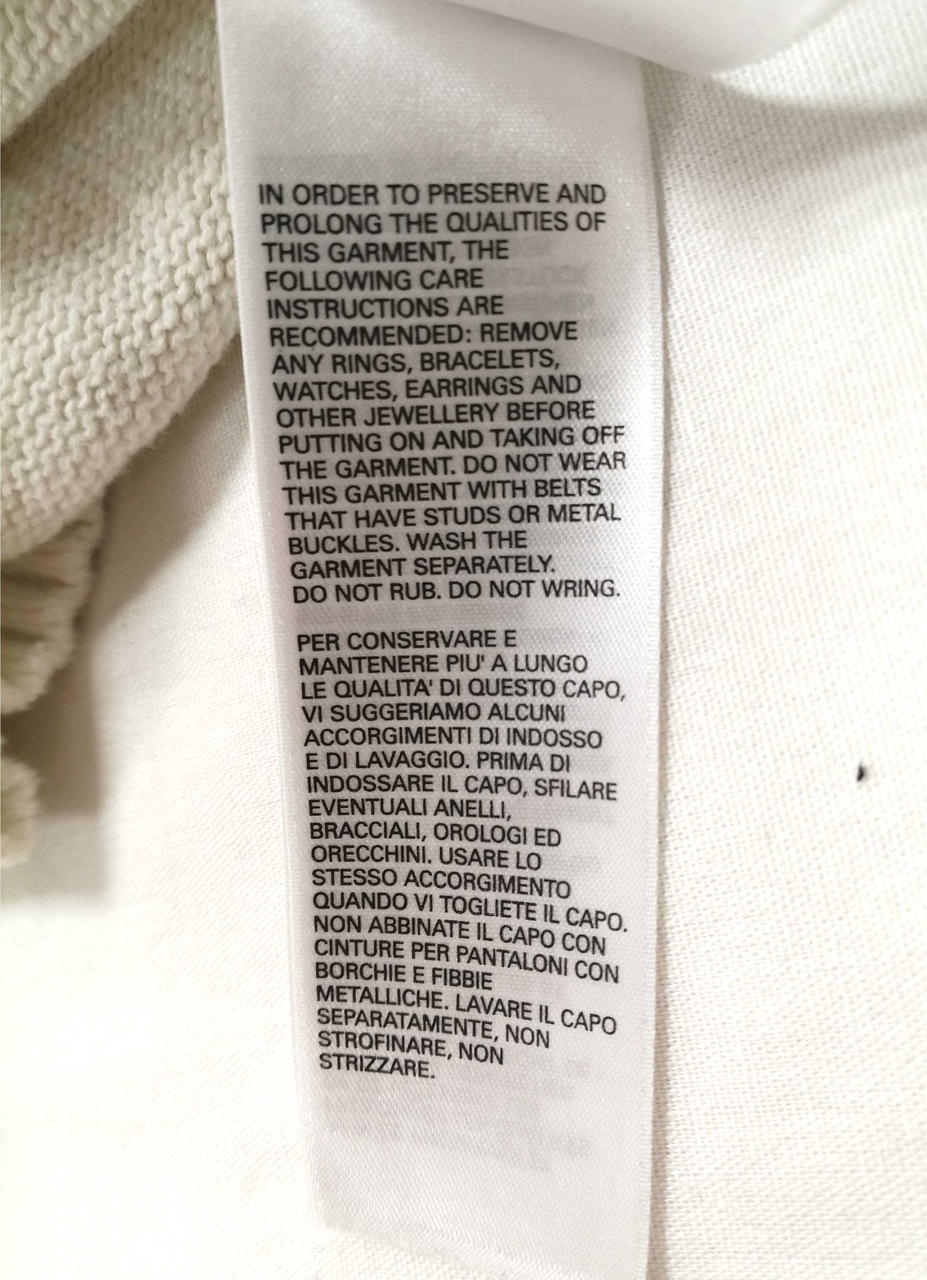 IN ORDER TO PRESERVE AND
PROLONG THE QUALITIES OF
THIS GARMENT, THE
FOLLOWING CARE
INSTRUCTIONS ARE
RECOMMENDED: REMOVE
ANY RINGS, BRACELETS,
WATCHES, EARRINGS AND
OTHER JEWELLERY BEFORE
PUTTING ON AND TAKING OFF
THE GARMENT. DO NOT WEAR
THIS GARMENT WITH BELTS
THAT HAVE STUDS OR METAL
BUCKLES. WASH THE
GARMENT SEPARATELY.
DO NOT RUB. DO NOT WRING.
PER CONSERVARE E
MANTENERE PIU' A LUNGO
LE QUALITA' DI QUESTO CAPO,
VI SUGGERIAMO ALCUNI
ACCORGIMENTI DI INDOSSO
E DI LAVAGGIO. PRIMA DI
INDOSSARE IL CAPO, SFILARE
EVENTUALI ANELLI,
BRACCIALI, OROLOGI ED
ORECCHINI. USARE LO
STESSO ACCORGIMENTO
QUANDO VI TOGLIETE IL CAPO.
NON ABBINATE IL CAPO CON
CINTURE PER PANTALONI CON
BORCHIE E FIBBIE
METALLICHE. LAVARE IL CAPO
SEPARATAMENTE, NON
STROFINARE, NON
STRIZZARE.